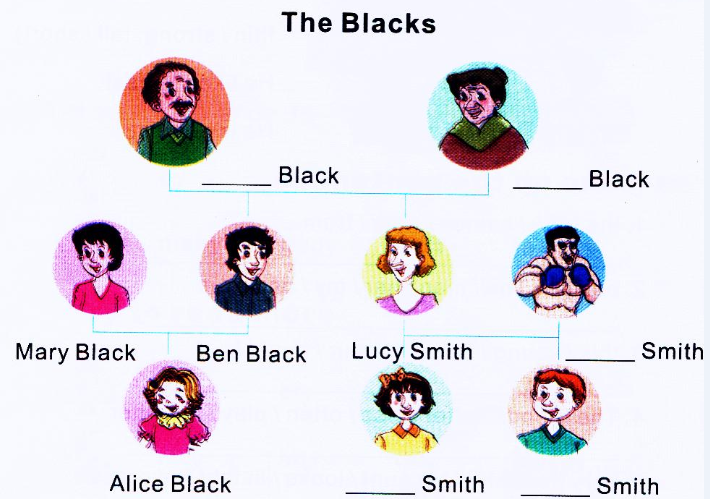 The Blacks
______ Black
______ Black
Mary Black
Ben Black
Lucy Smith
______ Smith
Alice Black
______ Smith
______ Smith